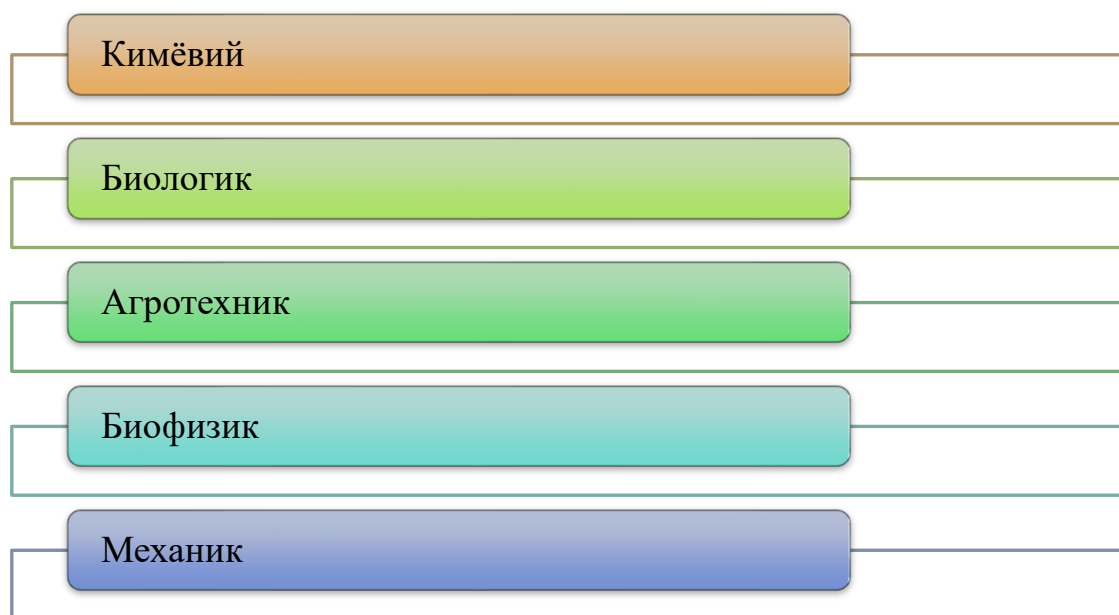 Кимёвий
Биологик
Агротехник
Биофизик
Механик